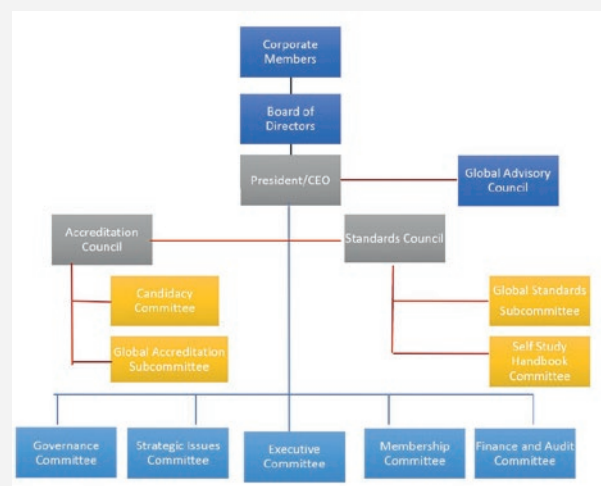 Corporate
Members
Board of
Directors
President/CEO
Global Advisory
Council
Accreditation
Council
Standards Council
Candidacy
Committee
Global Accreditation
Subcommittee
Global Standards
Subcommittee
Self Study
Handbook
Committee
Governance
Committee
Strategic Issues
Committee
Executive
Committee
Membership
Committee
Finance and Audit
Committee